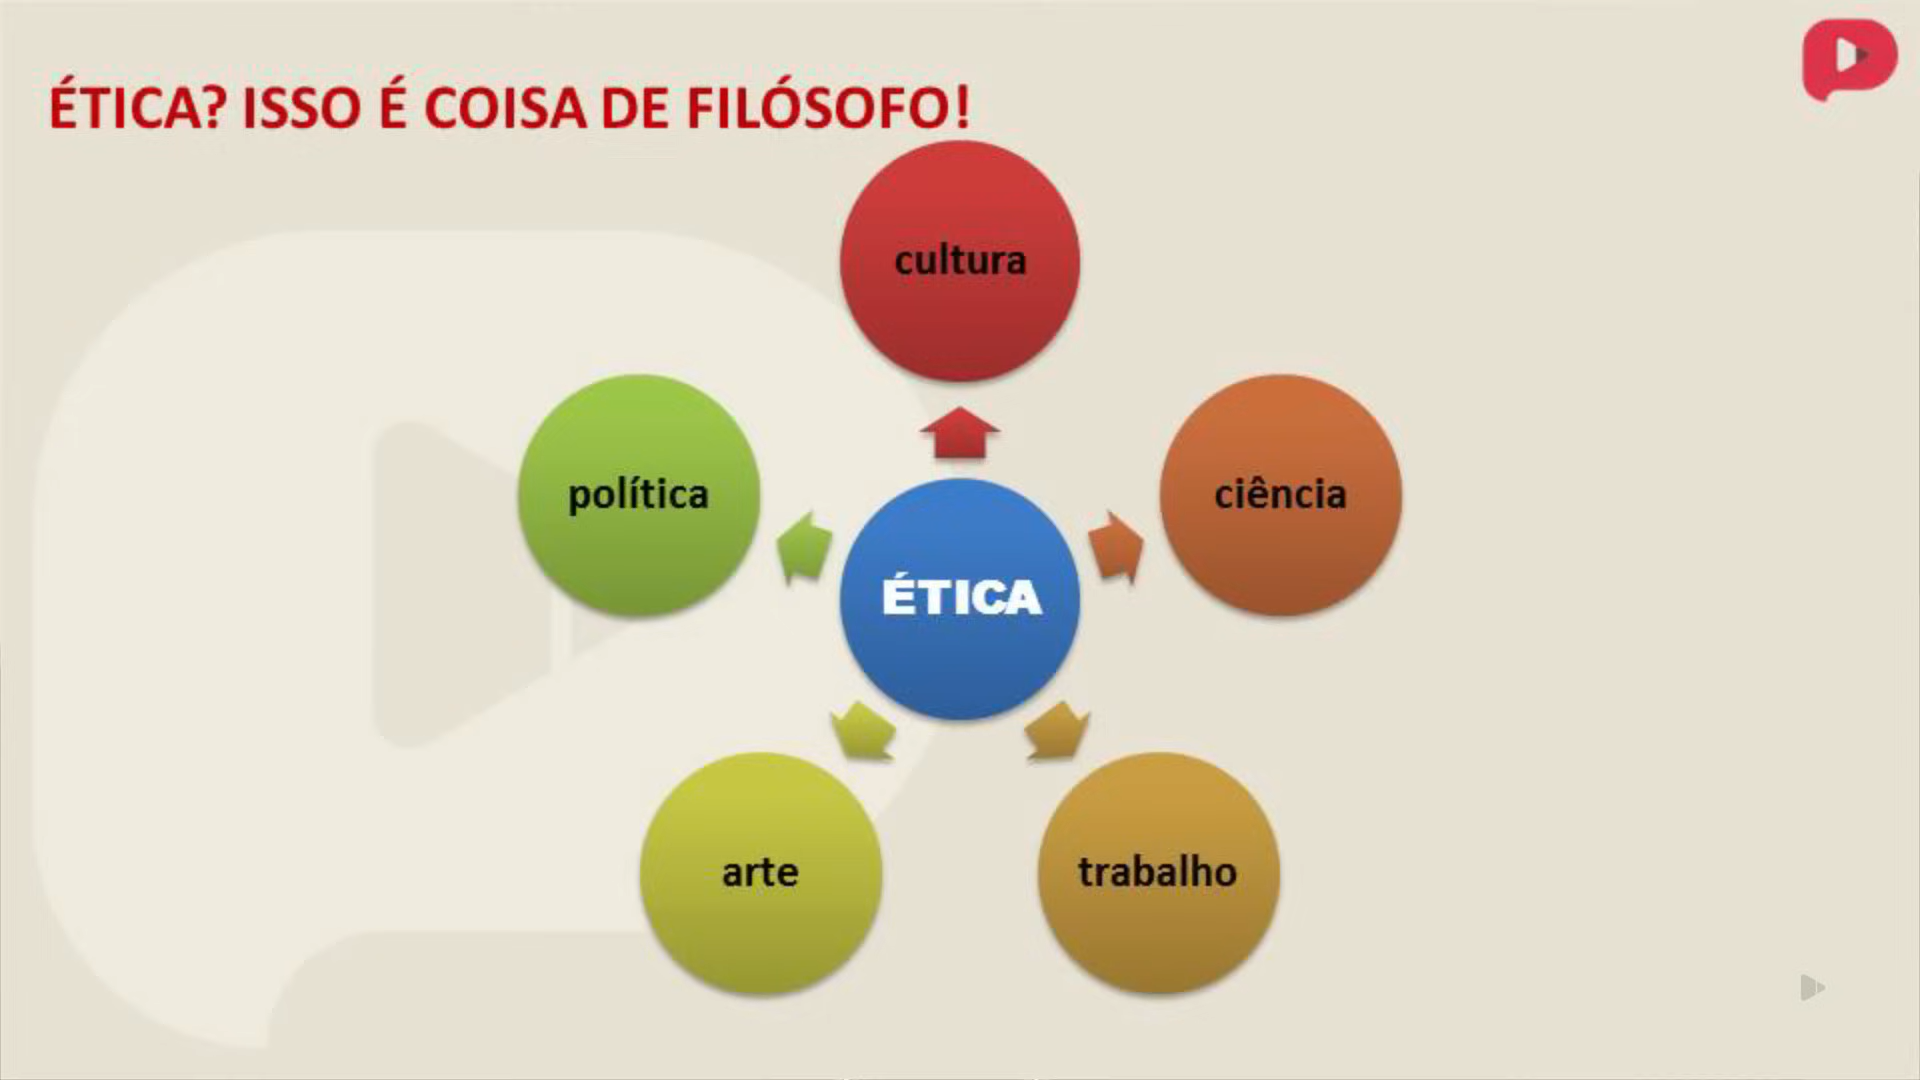 ÉTICA? ISSO É COISA DE FILÓSOFO!
cultura
política
ciência
ÉTICA
arte
trabalho